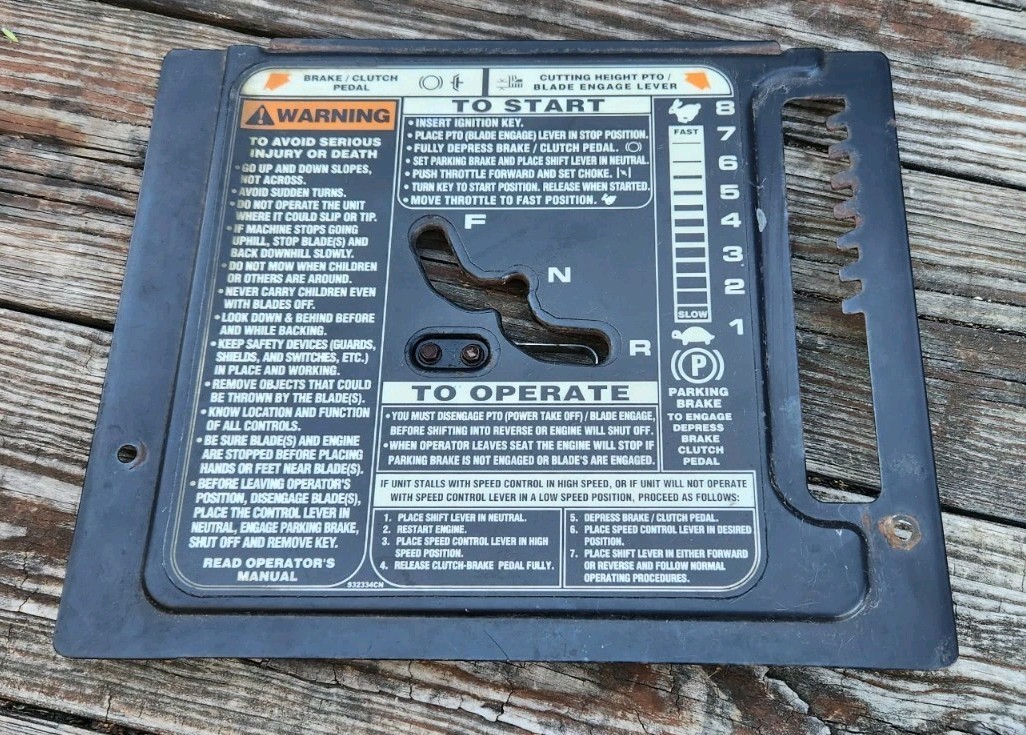 BRAKE / CLUTCH
PEDAL
CUTTING HEIGHT PTO /
BLADE ENGAGE LEVER
WARNING
TO AVOID SERIOUS
INJURY OR DEATH
• GO UP AND DOWN SLOPES,
NOT ACROSS.
• AVOID SUDDEN TURNS.
• DO NOT OPERATE THE UNIT
WHERE IT COULD SLIP OR TIP.
• IF MACHINE STOPS GOING
UPHILL, STOP BLADE(S) AND
BACK DOWNHILL SLOWLY.
• DO NOT MOW WHEN CHILDREN
OR OTHERS ARE AROUND.
• NEVER CARRY CHILDREN EVEN
WITH BLADES OFF.
• LOOK DOWN & BEHIND BEFORE
AND WHILE BACKING.
• KEEP SAFETY DEVICES (GUARDS,
SHIELDS, AND SWITCHES, ETC.)
IN PLACE AND WORKING.
• REMOVE OBJECTS THAT COULD
BE THROWN BY THE BLADE(S).
• KNOW LOCATION AND FUNCTION
OF ALL CONTROLS.
• BE SURE BLADE(S) AND ENGINE
ARE STOPPED BEFORE PLACING
HANDS OR FEET NEAR BLADE(S).
• BEFORE LEAVING OPERATOR'S
POSITION, DISENGAGE BLADE(S),
PLACE THE CONTROL LEVER IN
NEUTRAL, ENGAGE PARKING BRAKE,
SHUT OFF AND REMOVE KEY.
READ OPERATOR'S
MANUAL
532334CN
TO START
• INSERT IGNITION KEY.
• PLACE PTO (BLADE ENGAGE) LEVER IN STOP POSITION.
• FULLY DEPRESS BRAKE / CLUTCH PEDAL.
• SET PARKING BRAKE AND PLACE SHIFT LEVER IN NEUTRAL.
• PUSH THROTTLE FORWARD AND SET CHOKE.
• TURN KEY TO START POSITION. RELEASE WHEN STARTED.
• MOVE THROTTLE TO FAST POSITION.
F
N
R
TO OPERATE
• YOU MUST DISENGAGE PTO (POWER TAKE OFF) / BLADE ENGAGE,
BEFORE SHIFTING INTO REVERSE OR ENGINE WILL SHUT OFF.
• WHEN OPERATOR LEAVES SEAT THE ENGINE WILL STOP IF
PARKING BRAKE IS NOT ENGAGED OR BLADE'S ARE ENGAGED.
IF UNIT STALLS WITH SPEED CONTROL IN HIGH SPEED, OR IF UNIT WILL NOT OPERATE
WITH SPEED CONTROL LEVER IN A LOW SPEED POSITION, PROCEED AS FOLLOWS:
1. PLACE SHIFT LEVER IN NEUTRAL.
2. RESTART ENGINE.
3. PLACE SPEED CONTROL LEVER IN HIGH
SPEED POSITION.
4. RELEASE CLUTCH-BRAKE PEDAL FULLY.
5. DEPRESS BRAKE / CLUTCH PEDAL.
6. PLACE SPEED CONTROL LEVER IN DESIRED
POSITION.
7. PLACE SHIFT LEVER IN EITHER FORWARD
OR REVERSE AND FOLLOW NORMAL
OPERATING PROCEDURES.
8
FAST
7
6
5
4
3
2
SLOW
1
P
PARKING
BRAKE
TO ENGAGE
DEPRESS
BRAKE
CLUTCH
PEDAL